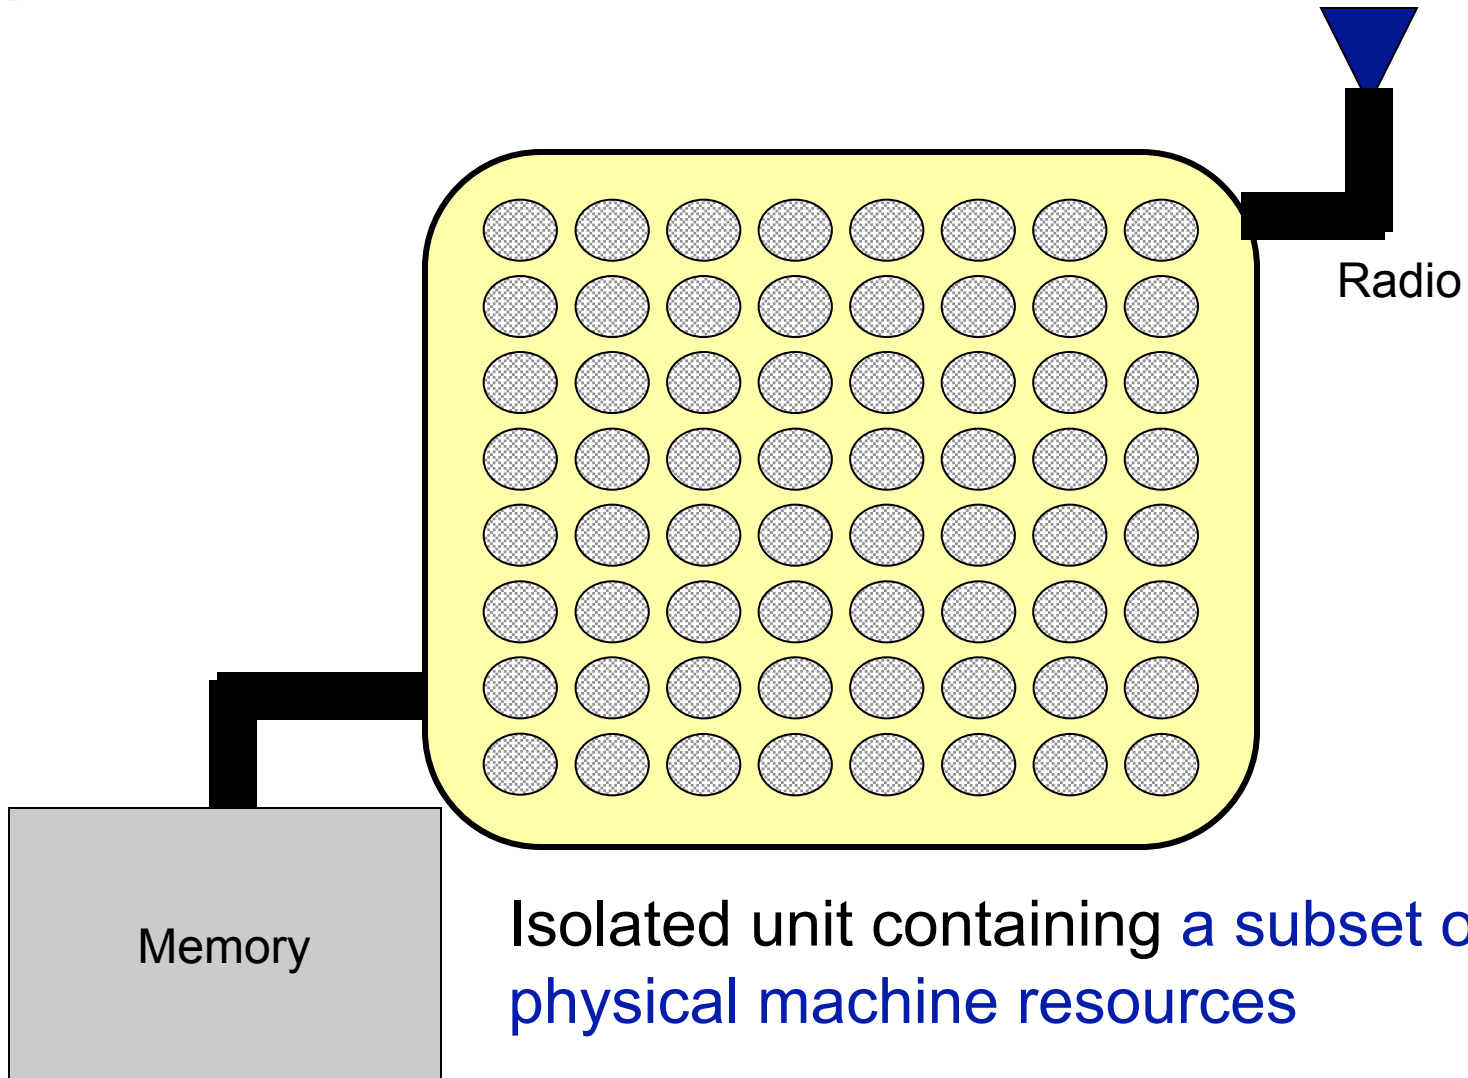 Radio
Memory
Isolated unit containing a subset o
physical machine resources